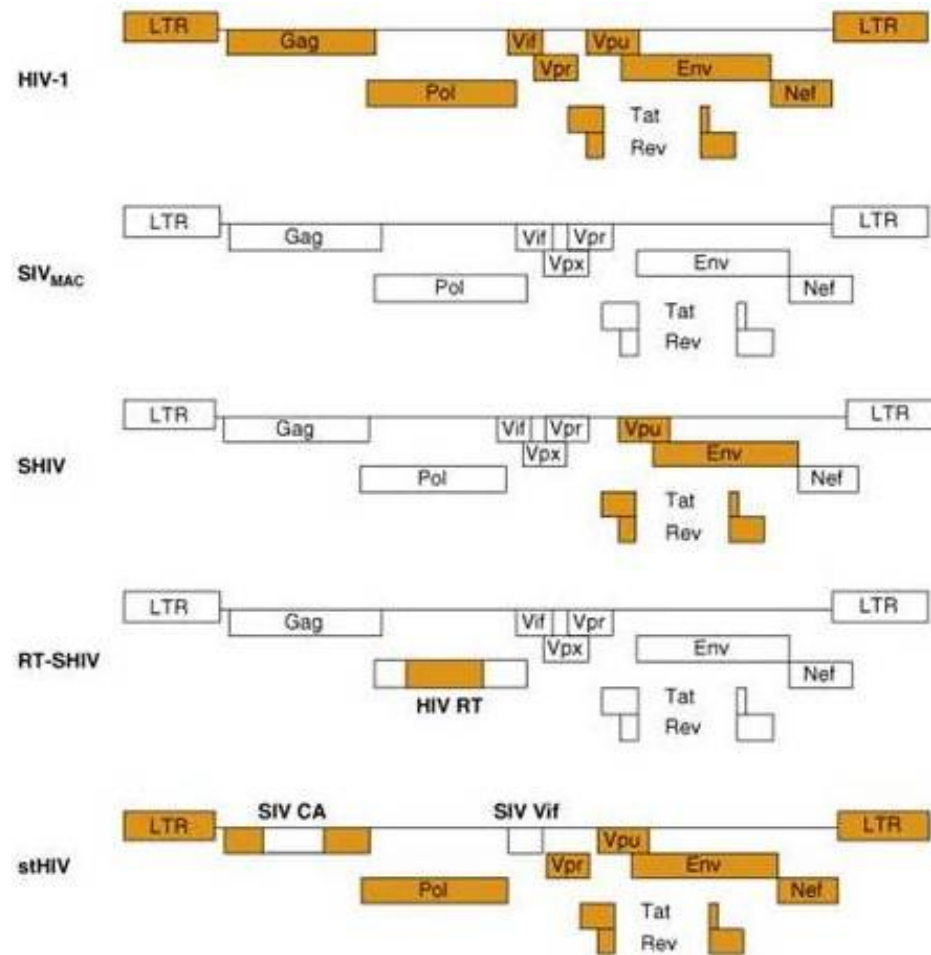 LTR LTR
Gag Vif Vpu
HIV-1 Vpr Env
Pol Nef
Tat
Rev
LTR LTR
Gag Vif Vpr
SIVMAC Vpx Env
Pol Nef
Tat
Rev
LTR LTR
Gag Vif Vpr Vpu
SHIV Vpx Env
Pol Nef
Tat
Rev
LTR LTR
Gag Vif Vpr
RT-SHIV Vpx Env
Nef
HIV RT Tat
Rev
SIV CA SIV Vif
LTR LTR
Vpu
stHIV Vpr Env
Pol Nef
Tat
Rev